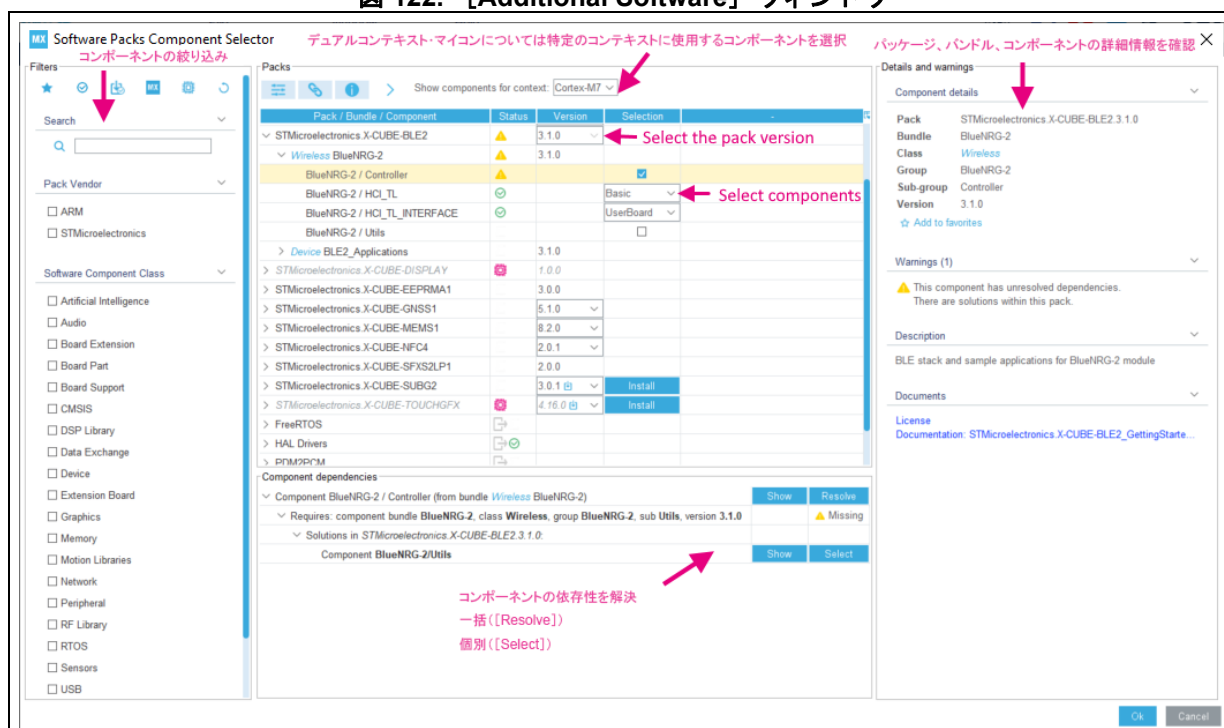 図 122. ［Additional Software］ウィンドウ
MX Software Packs Component Selector
デュアルコンテキスト・マイコンについては特定のコンテキストに使用するコンポーネントを選択
パッケージ、バンドル、コンポーネントの詳細情報を確認
コンポーネントの絞り込み
Filters
MX
Search
Pack Vendor
ARM
STMicroelectronics
Software Component Class
Artificial Intelligence
Audio
Board Extension
Board Part
Board Support
CMSIS
DSP Library
Data Exchange
Device
Extension Board
Graphics
Memory
Motion Libraries
Network
Peripheral
RF Library
RTOS
Sensors
USB
Packs
Show components for context: Cortex-M7
Pack / Bundle / Component Status Version Selection -
STMicroelectronics.X-CUBE-BLE2 3.1.0
Select the pack version
Wireless BlueNRG-2 3.1.0
BlueNRG-2 / Controller
BlueNRG-2 / HCI_TL Basic
Select components
BlueNRG-2 / HCI_TL_INTERFACE UserBoard
BlueNRG-2 / Utils
Device BLE2_Applications 3.1.0
STMicroelectronics.X-CUBE-DISPLAY 1.0.0
STMicroelectronics.X-CUBE-EEPRMA1 3.0.0
STMicroelectronics.X-CUBE-GNSS1 5.1.0
STMicroelectronics.X-CUBE-MEMS1 8.2.0
STMicroelectronics.X-CUBE-NFC4 2.0.1
STMicroelectronics.X-CUBE-SFXS2LP1 2.0.0
STMicroelectronics.X-CUBE-SUBG2 3.0.1 Install
STMicroelectronics.X-CUBE-TOUCHGFX 4.16.0 Install
FreeRTOS
HAL Drivers
PDM2PCM
Component dependencies
Component BlueNRG-2 / Controller (from bundle Wireless BlueNRG-2) Show Resolve
Requires: component bundle BlueNRG-2, class Wireless, group BlueNRG-2, sub Utils, version 3.1.0 Missing
Solutions in STMicroelectronics.X-CUBE-BLE2.3.1.0:
Component BlueNRG-2/Utils Show Select
コンポーネントの依存性を解決
一括(［Resolve］)
個別(［Select］)
Details and warnings
Component details
Pack STMicroelectronics.X-CUBE-BLE2.3.1.0
Bundle BlueNRG-2
Class Wireless
Group BlueNRG-2
Sub-group Controller
Version 3.1.0
Add to favorites
Warnings (1)
This component has unresolved dependencies.
There are solutions within this pack.
Description
BLE stack and sample applications for BlueNRG-2 module
Documents
License
Documentation: STMicroelectronics.X-CUBE-BLE2_GettingStarte...
Ok Cancel